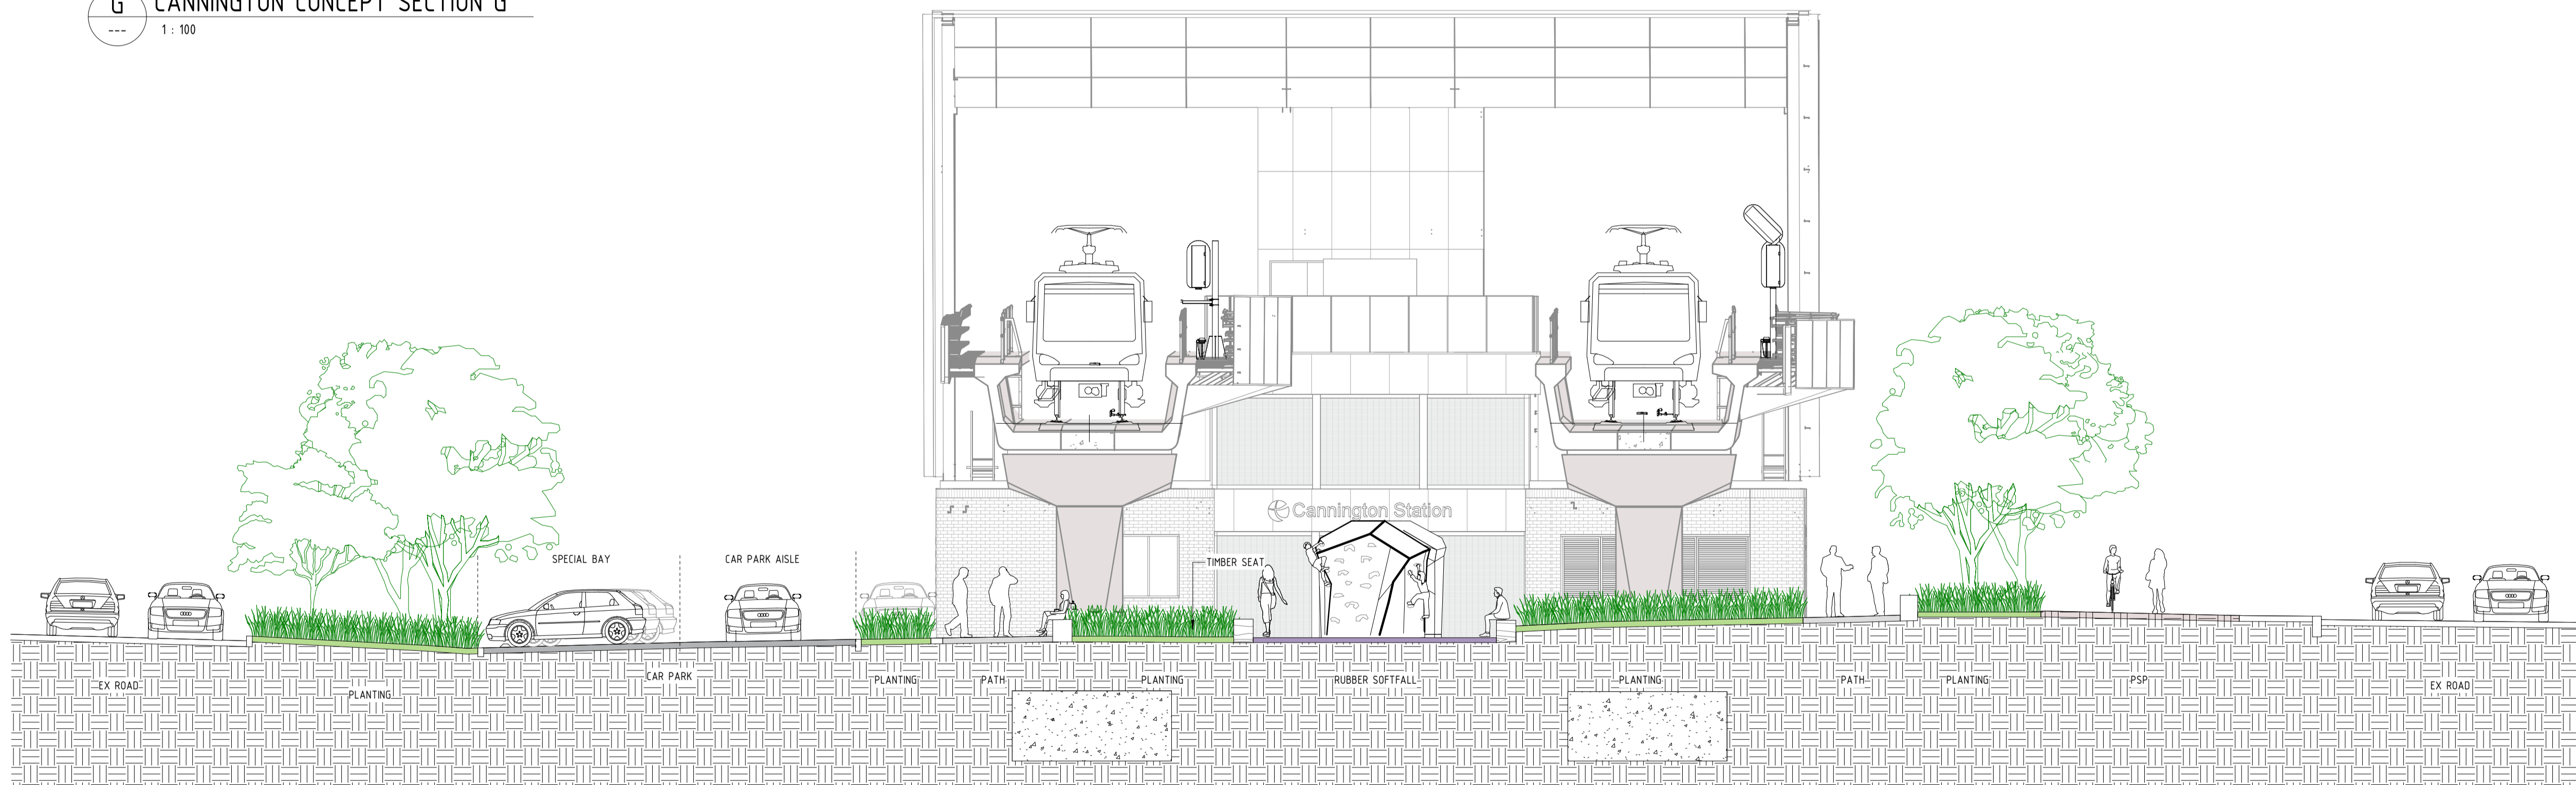 G
CANNINGTON CONCEPT SECTION G
---
1 : 100
Cannington Station
SPECIAL BAY
CAR PARK AISLE
TIMBER SEAT
EX ROAD
PLANTING
CAR PARK
PLANTING
PATH
PLANTING
RUBBER SOFTFALL
PLANTING
PATH
PLANTING
PSP
EX ROAD